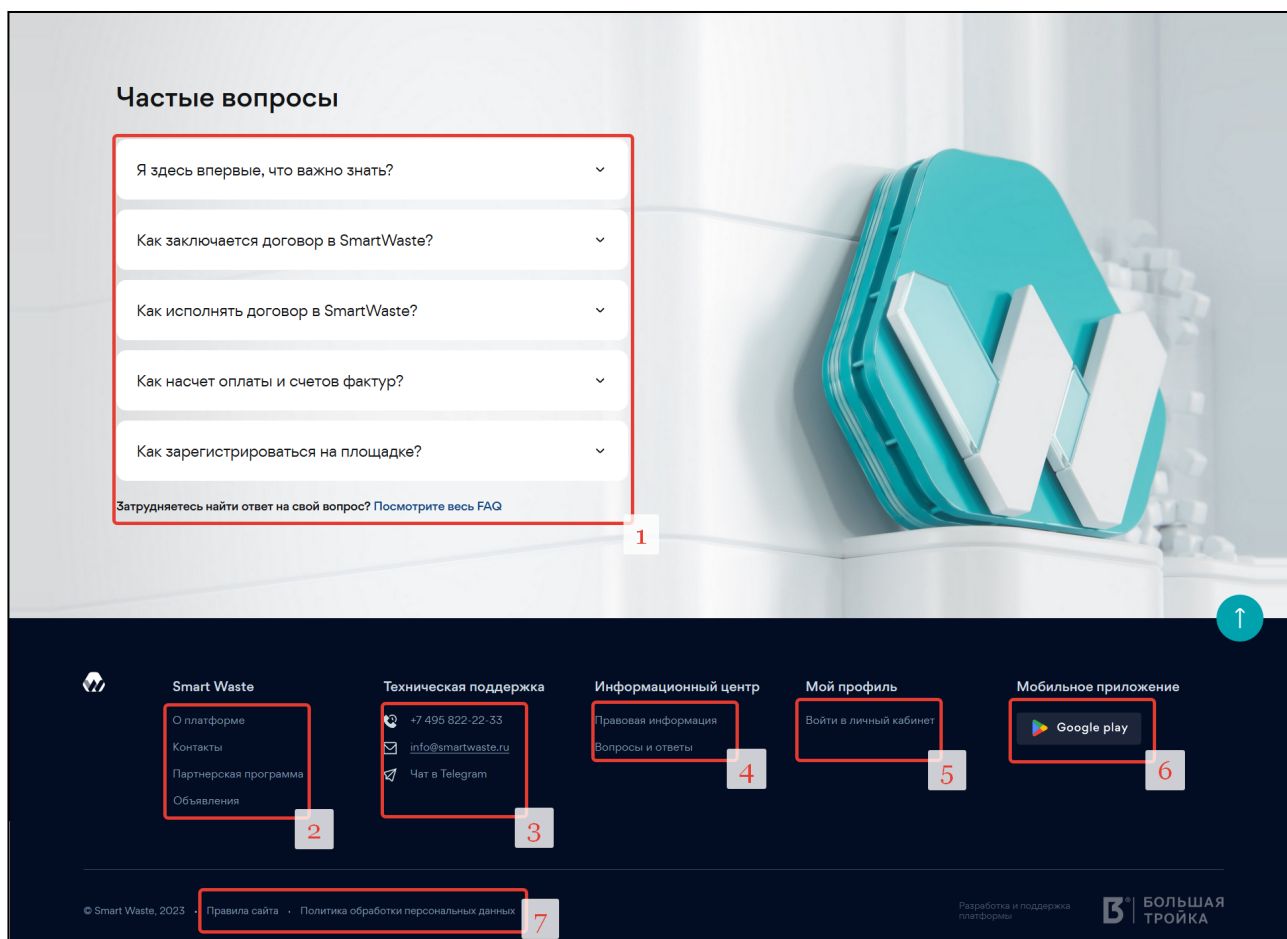 Частые вопросы
Я здесь впервые, что важно знать?
Как заключается договор в SmartWaste?
Как исполнять договор в SmartWaste?
Как насчет оплаты и счетов фактур?
Как зарегистрироваться на площадке?
Затрудняетесь найти ответ на свой вопрос? Посмотрите весь FAQ
1
Smart Waste
О платформе
Контакты
Партнерская программа
Объявления
2
Техническая поддержка
+7 495 822-22-33
info@smartwaste.ru
Чат в Telegram
3
Информационный центр
Правовая информация
Вопросы и ответы
4
Мой профиль
Войти в личный кабинет
5
Мобильное приложение
Google play
6
© Smart Waste, 2023 · Правила сайта · Политика обработки персональных данных
7
Разработка и поддержка
платформы
БОЛЬШАЯ
ТРОЙКА